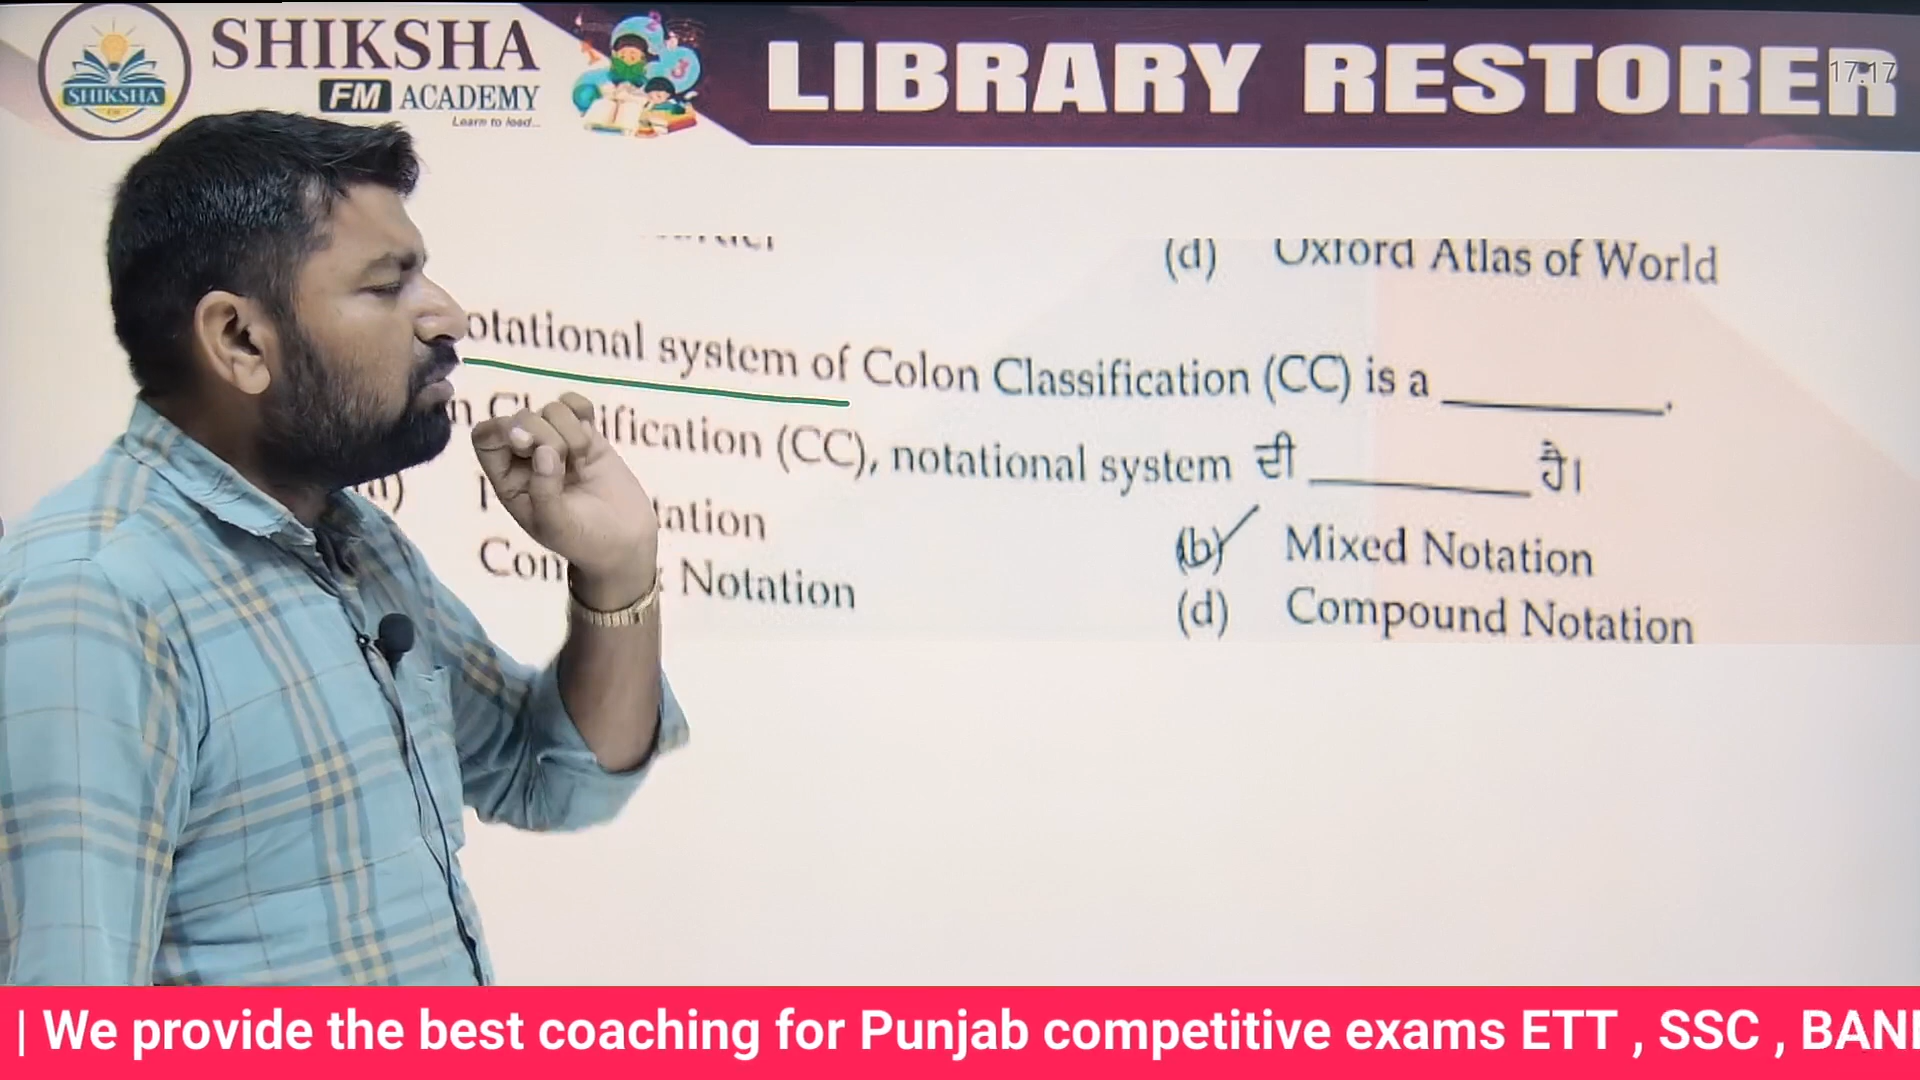 SHIKSHA
FM ACADEMY
Learn to lead...
SHIKSHA
LIBRARY RESTORER
17:17
(d) Oxford Atlas of World
otational system of Colon Classification (CC) is a ________.
n Classification (CC), notational system ਦੀ ________ ਹੈ।
tation
(b) Mixed Notation
Notation
(d) Compound Notation
| We provide the best coaching for Punjab competitive exams ETT , SSC , BAN